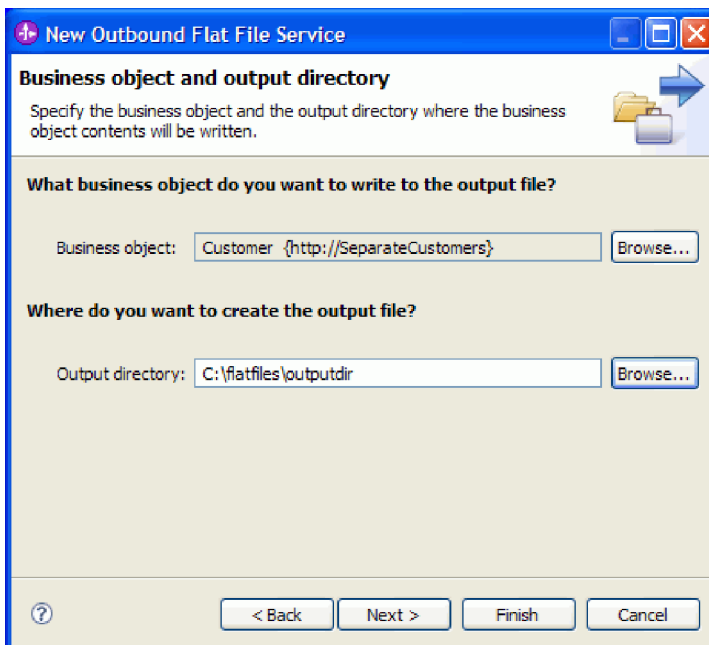 New Outbound Flat File Service
Business object and output directory
Specify the business object and the output directory where the business
object contents will be written.
What business object do you want to write to the output file?
Business object: Customer {http://SeparateCustomers} Browse...
Where do you want to create the output file?
Output directory: C:\flatfiles\outputdir Browse...
? < Back Next > Finish Cancel